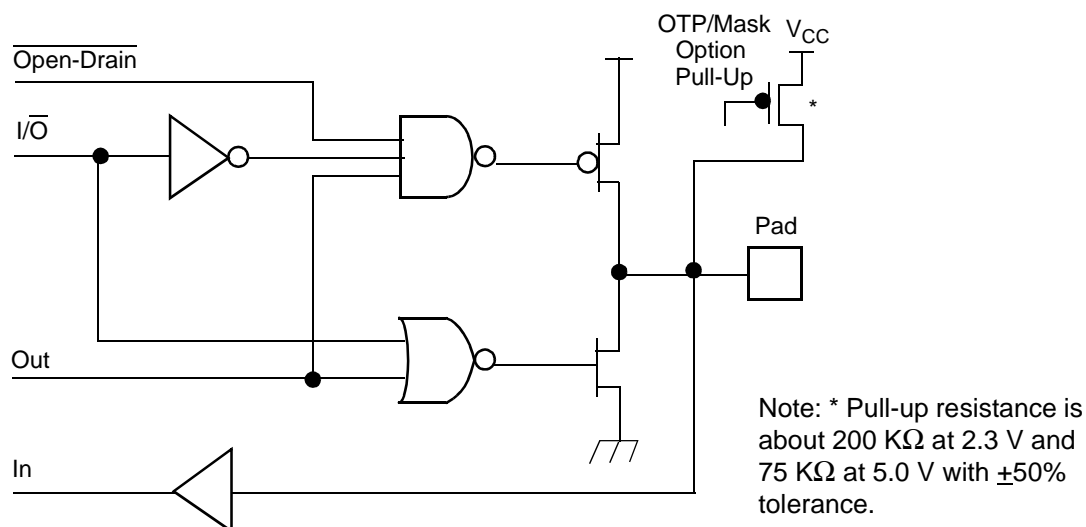 OTP/Mask
Option
Pull-Up
VCC
*
Open-Drain
I/O
Pad
Out
In
Note: * Pull-up resistance is
about 200 KΩ at 2.3 V and
75 KΩ at 5.0 V with ±50%
tolerance.